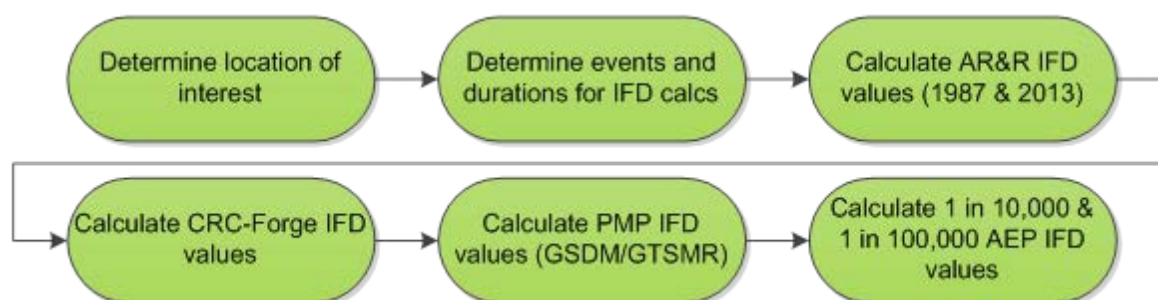 Determine location of
interest
Determine events and
durations for IFD calcs
Calculate AR&R IFD
values (1987 & 2013)
Calculate CRC-Forge IFD
values
Calculate PMP IFD
values (GSDM/GTSMR)
Calculate 1 in 10,000 &
1 in 100,000 AEP IFD
values